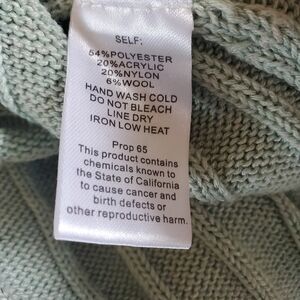 SELF:
54%POLYESTER
20%ACRYLIC
20%NYLON
6%WOOL
HAND WASH COLD
DO NOT BLEACH
LINE DRY
IRON LOW HEAT
Prop 65
This product contains
chemicals known to
the State of California
to cause cancer and
birth defects or
other reproductive harm.